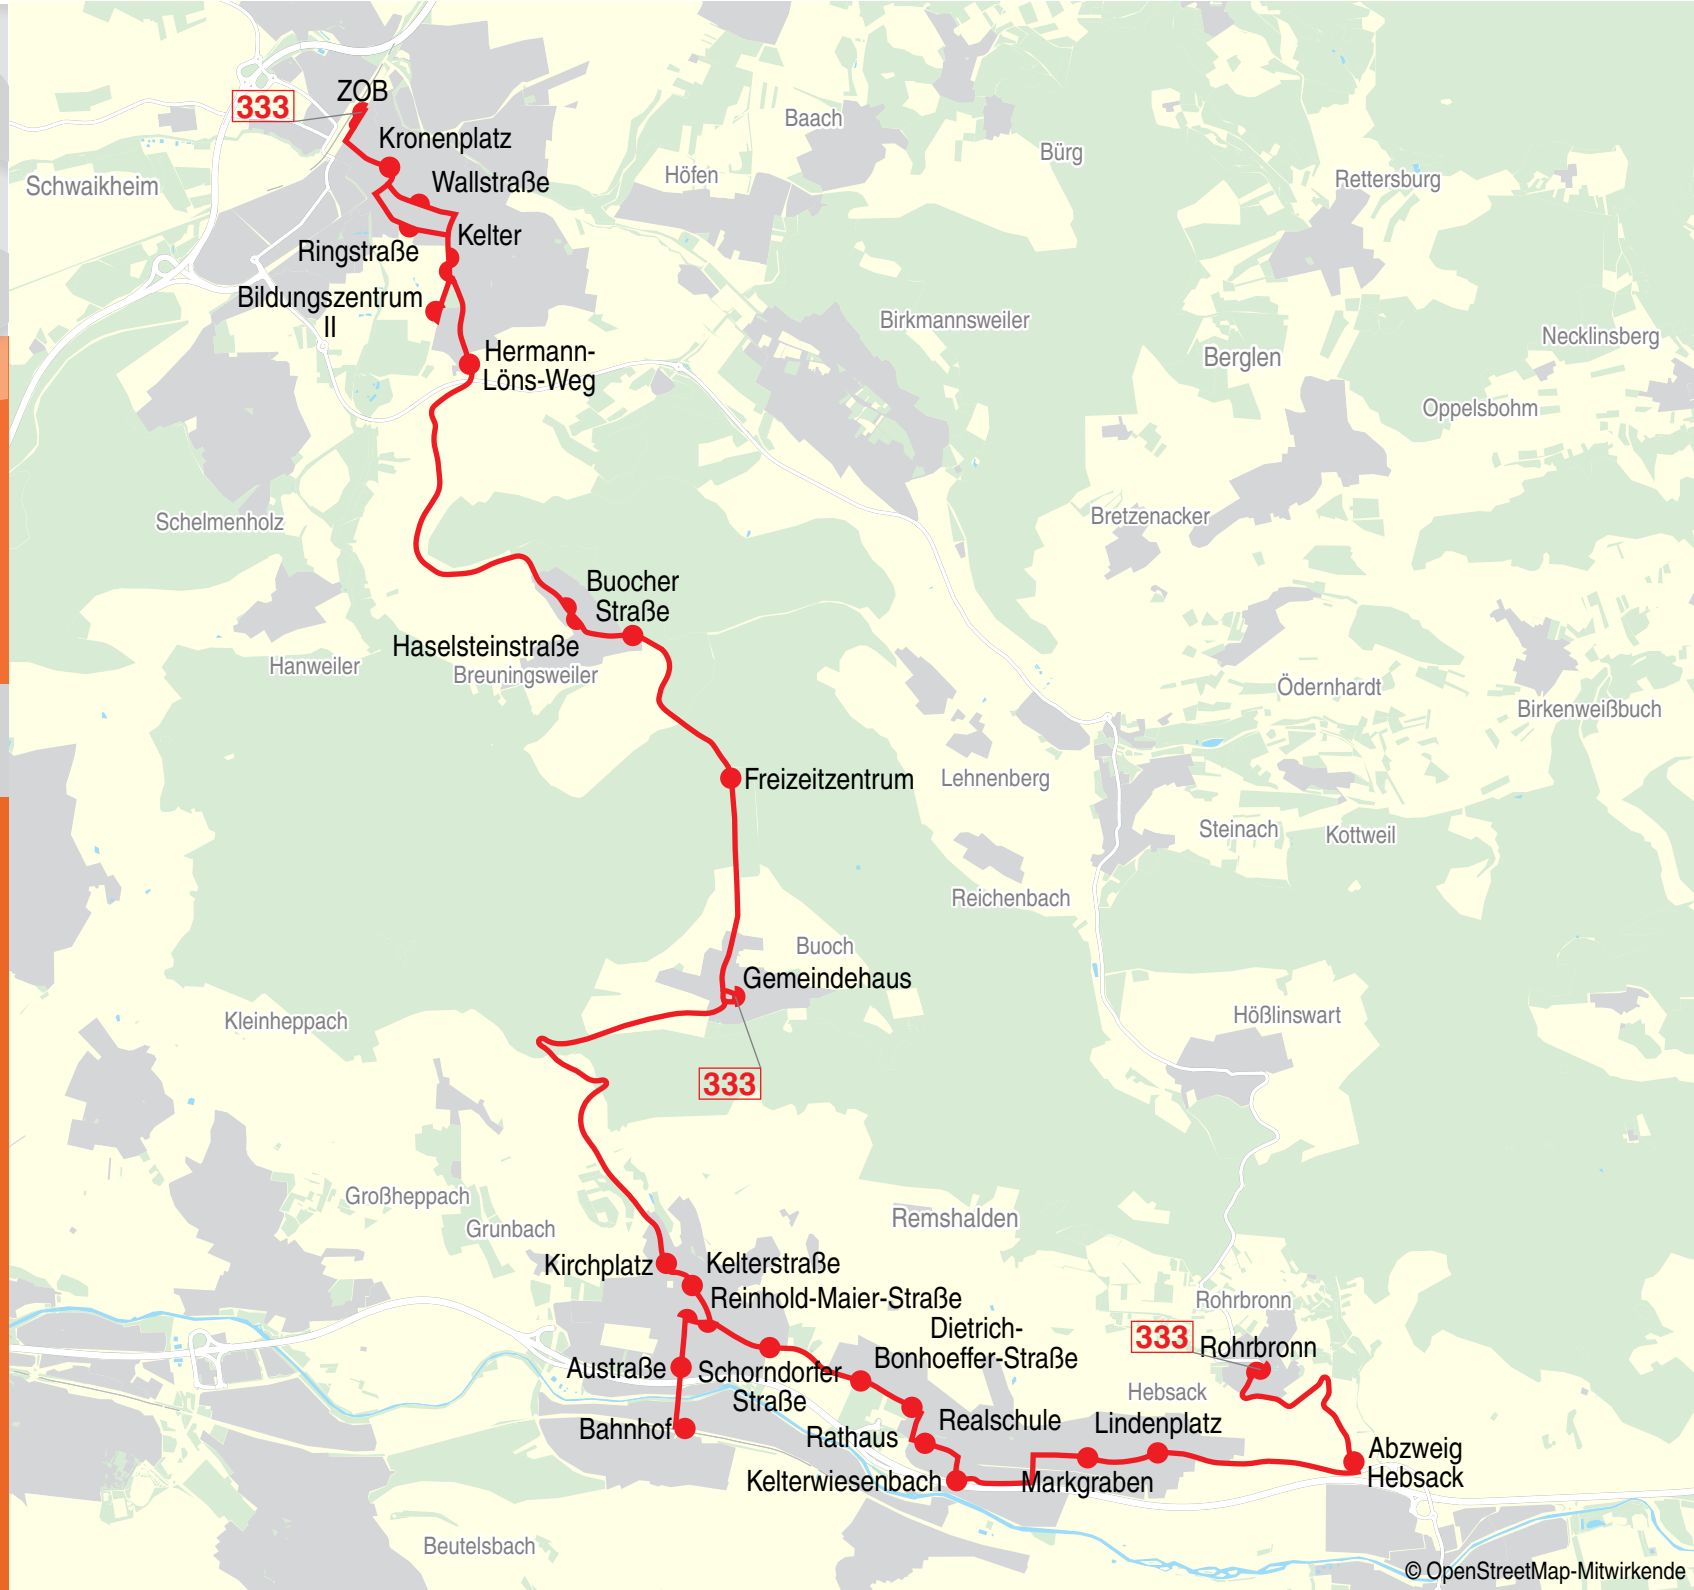 ZOB
333
Kronenplatz
Baach
Bürg
Höfen
Rettersburg
Schwaikheim
Wallstraße
Kelter
Ringstraße
Bildungszentrum
II
Birkmannsweiler
Necklinsberg
Berglen
Hermann-
Löns-Weg
Oppelsbohm
Schelmenholz
Bretzenacker
Buocher
Straße
Haselsteinstraße
Hanweiler
Breuningsweiler
Ödernhardt
Birkenweißbuch
Freizeitzentrum
Lehnenberg
Steinach
Kottweil
Reichenbach
Buoch
Gemeindehaus
Kleinheppach
Hößlinswart
333
Großheppach
Grunbach
Remshalden
Kirchplatz
Kelterstraße
Reinhold-Maier-Straße
Rohrbronn
Dietrich-
Bonhoeffer-Straße
333
Rohrbronn
Austraße
Schorndorfer
Straße
Hebsack
Bahnhof
Rathaus
Realschule
Lindenplatz
Abzweig
Hebsack
Kelterwiesenbach
Markgraben
Beutelsbach
© OpenStreetMap-Mitwirkende